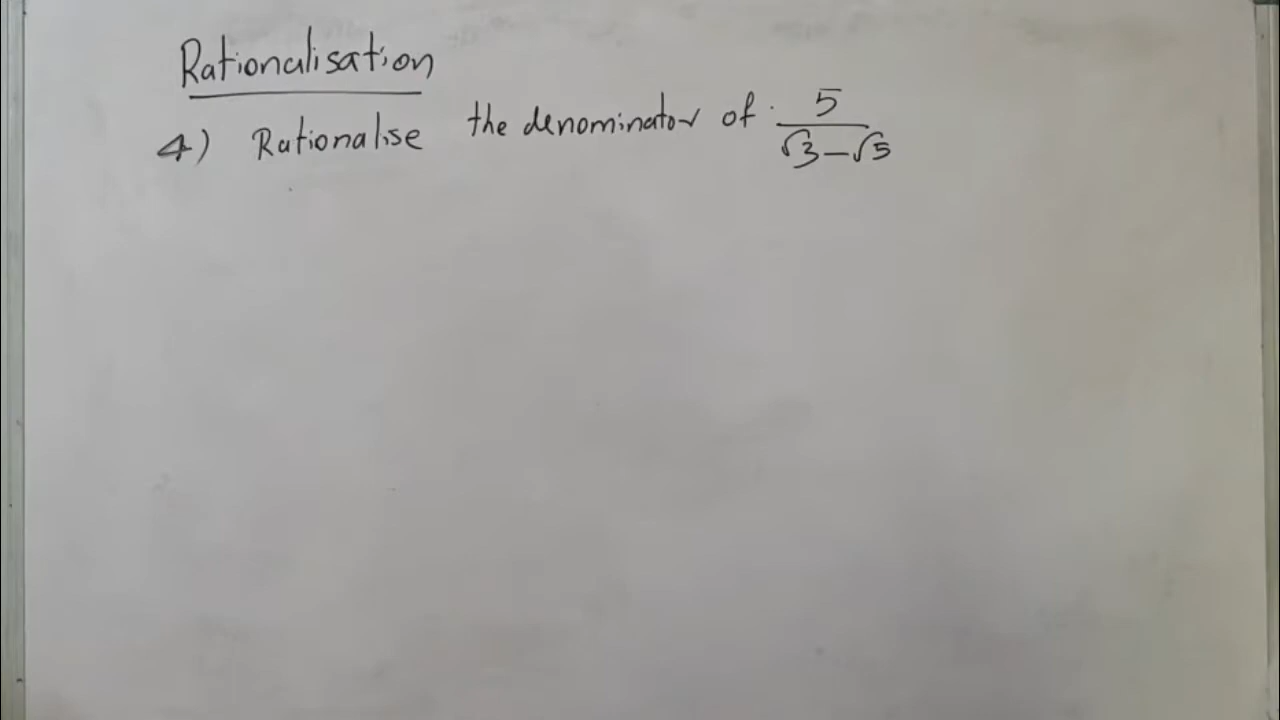 Rationalisation
4) Rationalise the denominator of 5/(√3-√5)